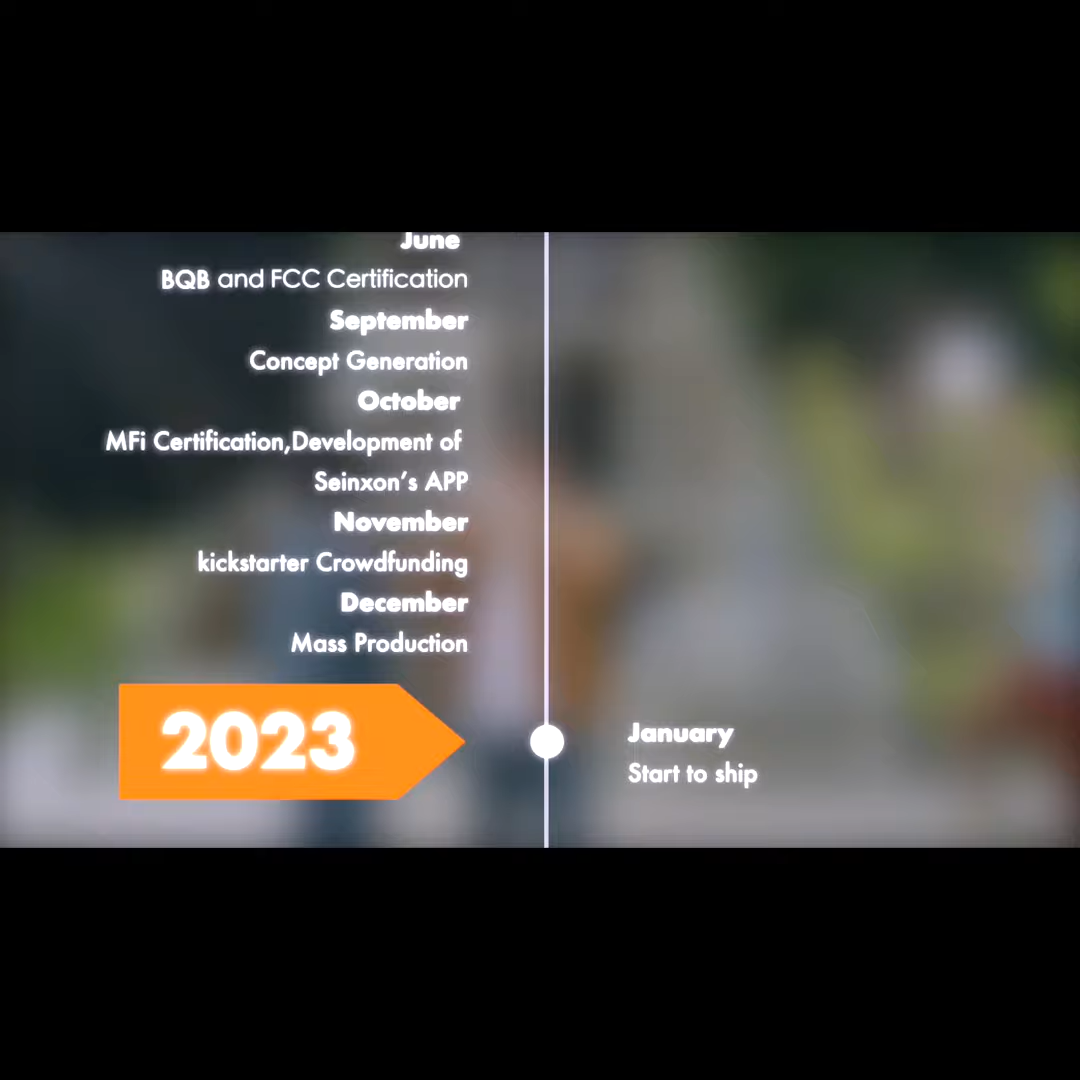 June
BQB and FCC Certification
September
Concept Generation
October
MFi Certification,Development of
Seinxon's APP
November
kickstarter Crowdfunding
December
Mass Production
2023
January
Start to ship